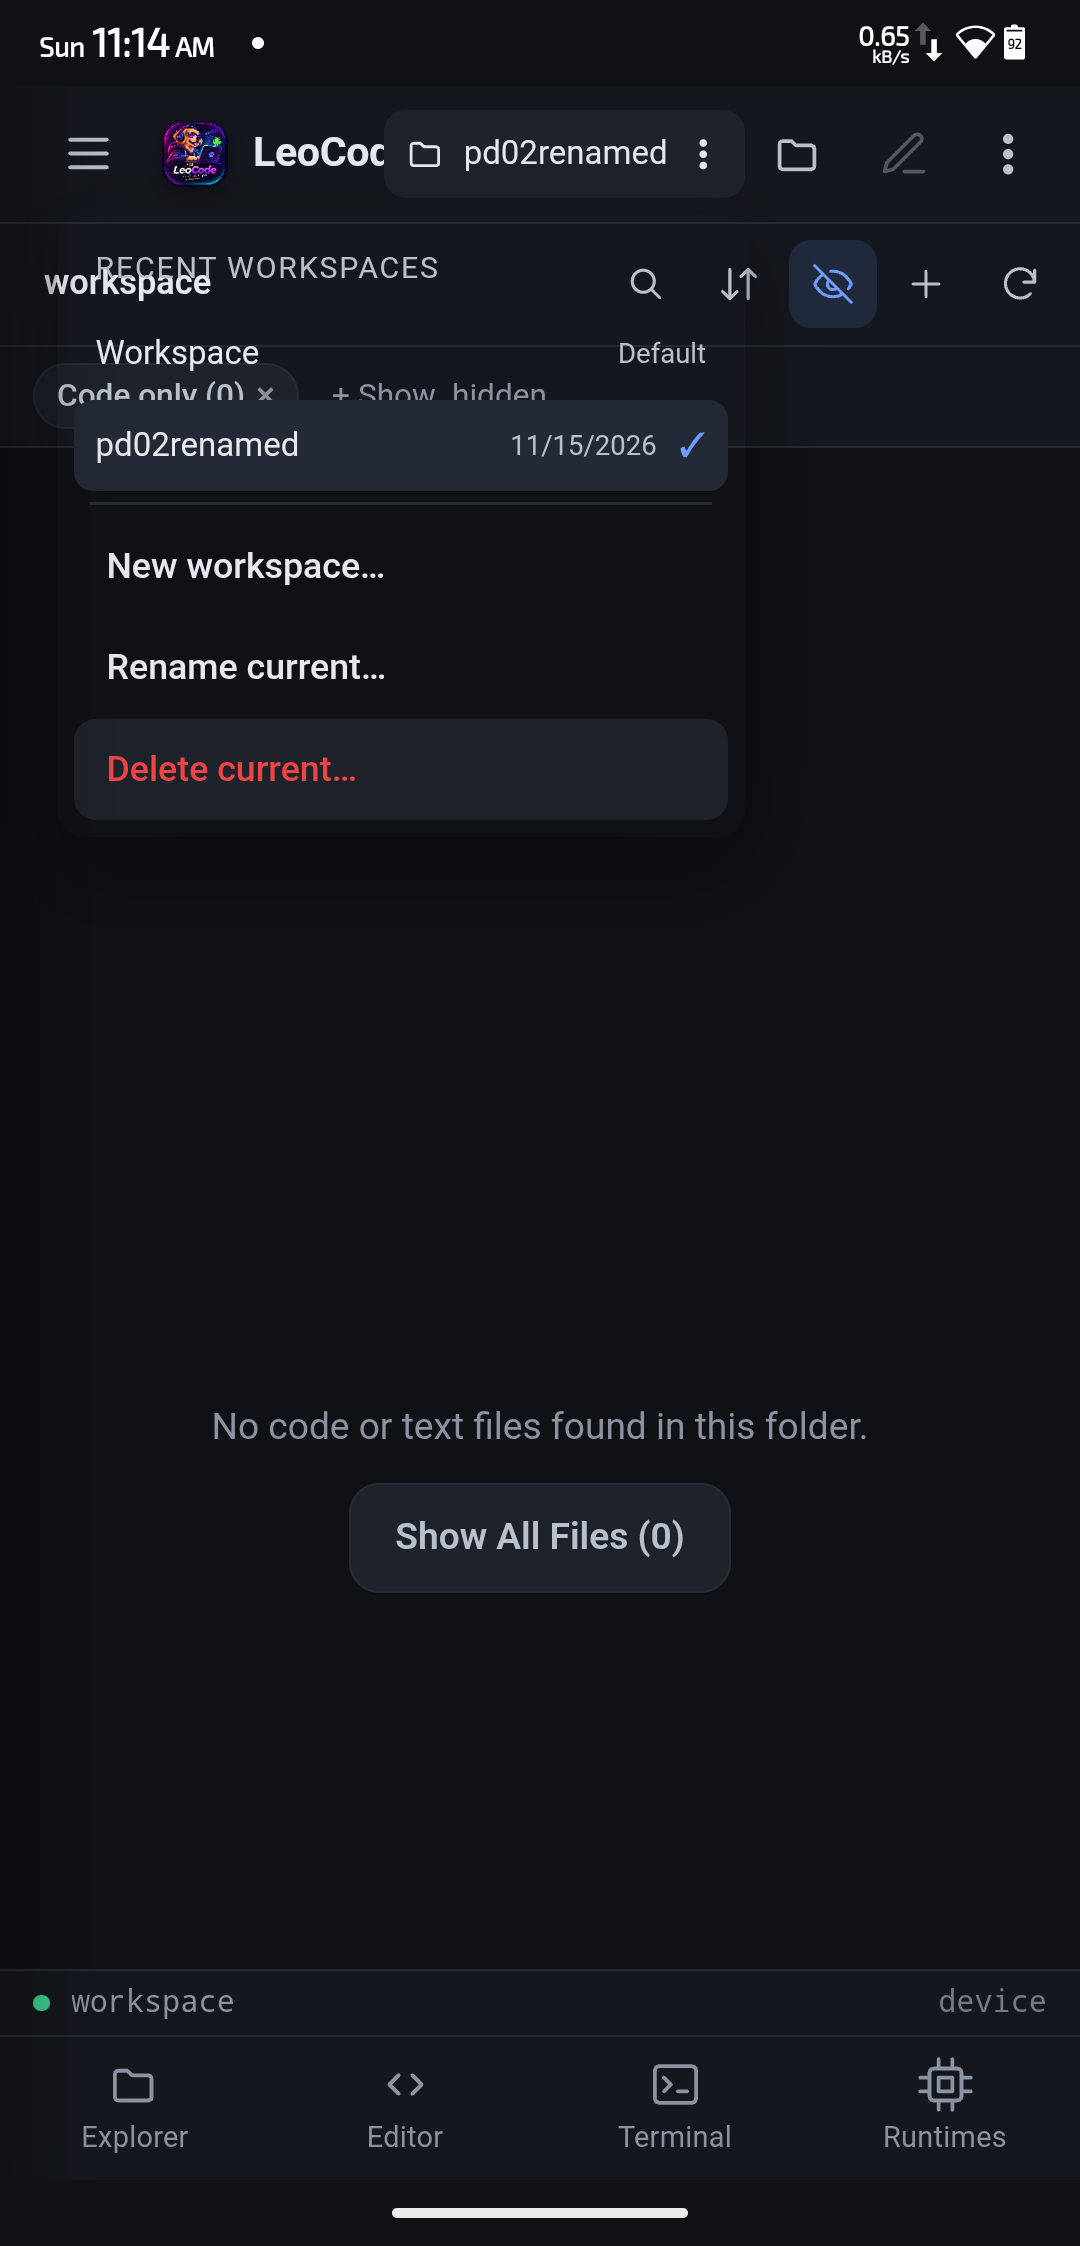 Sun 11:14 AM
0.65 kB/s
92
LeoCode
LeoCod
pd02renamed
RECENT WORKSPACES
workspace
Workspace
Default
Code only (0) ×
+ Show .hidden
pd02renamed
11/15/2026 ✓
New workspace…
Rename current…
Delete current…
No code or text files found in this folder.
Show All Files (0)
workspace
device
Explorer
Editor
Terminal
Runtimes